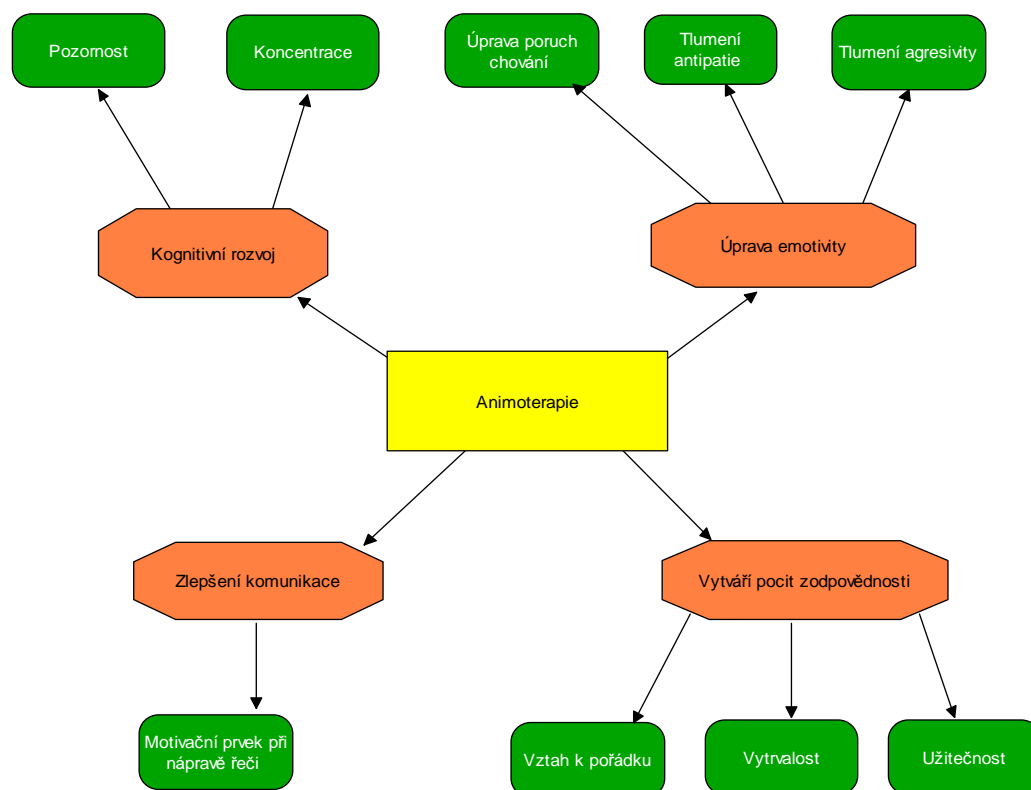 Pozornost
Koncentrace
Úprava poruch
chování
Tlumení
antipatie
Tlumení agresivity
Kognitivní rozvoj
Úprava emotivity
Animoterapie
Zlepšení komunikace
Vytváří pocit zodpovědnosti
Motivační prvek při
nápravě řeči
Vztah k pořádku
Vytrvalost
Užitečnost